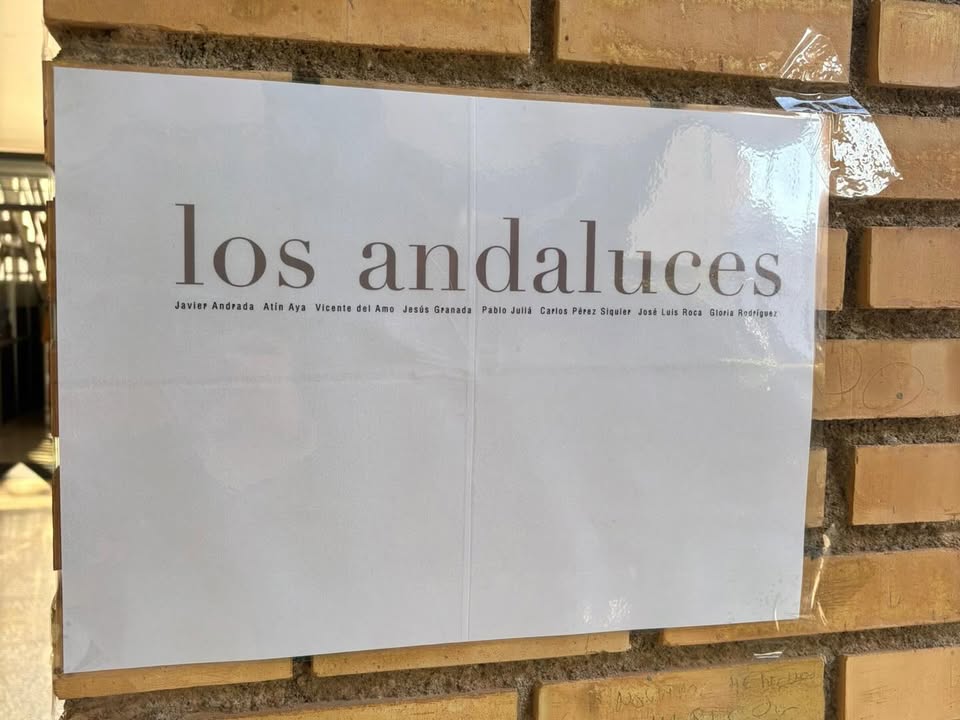 los andaluces
Javier Andrada Atín Aya Vicente del Amo Jesús Granada Pablo Juliá Carlos Pérez Siquier José Luis Roca Gloria Rodríguez